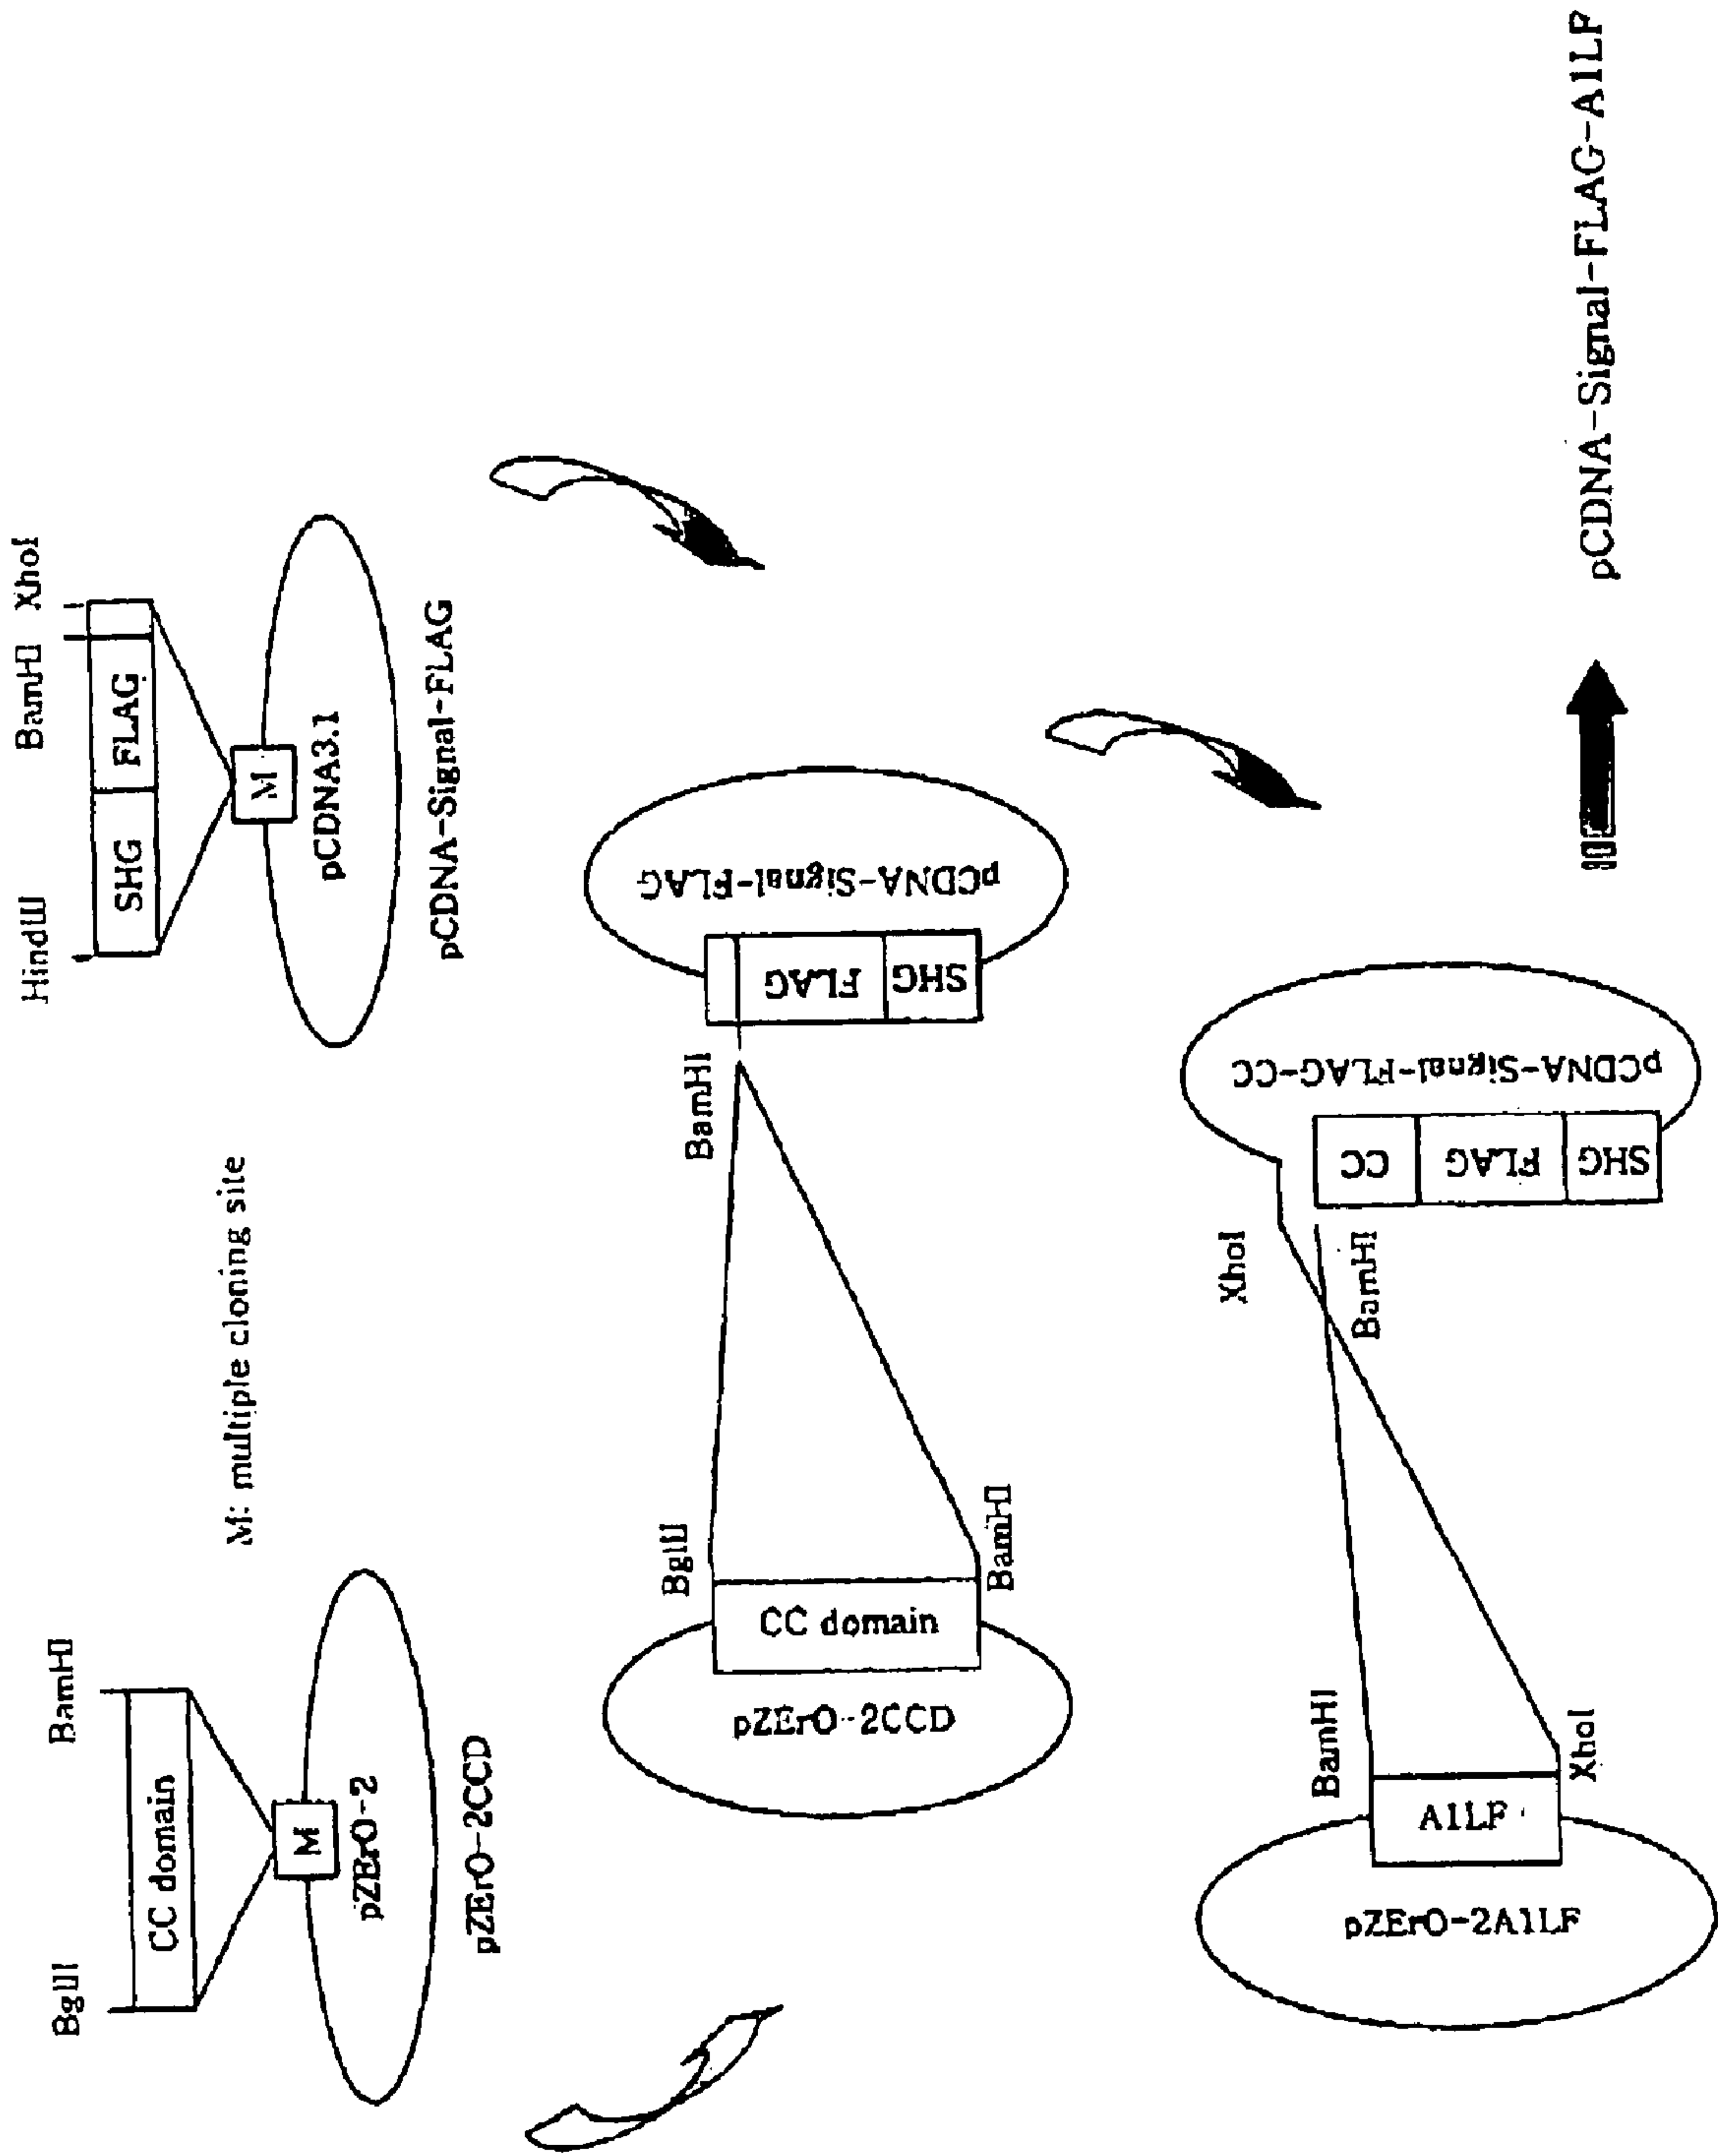 BglII
BamHI
CC domain
M
pZErO-2
pZErO-2CCD
M: multiple cloning site
HindIII
BamHI
XhoI
SHG
FLAG
M
pCDNA3.1
pCDNA-Signal-FLAG
BglII
CC domain
BamHI
pZErO-2CCD
BamHI
FLAG
SHG
pCDNA-Signal-FLAG
BamHI
A1LF
XhoI
pZErO-2A1LF
XhoI
BamHI
CC
FLAG
SHG
pCDNA-Signal-FLAG-CC
pCDNA-Signal-FLAG-A1LF